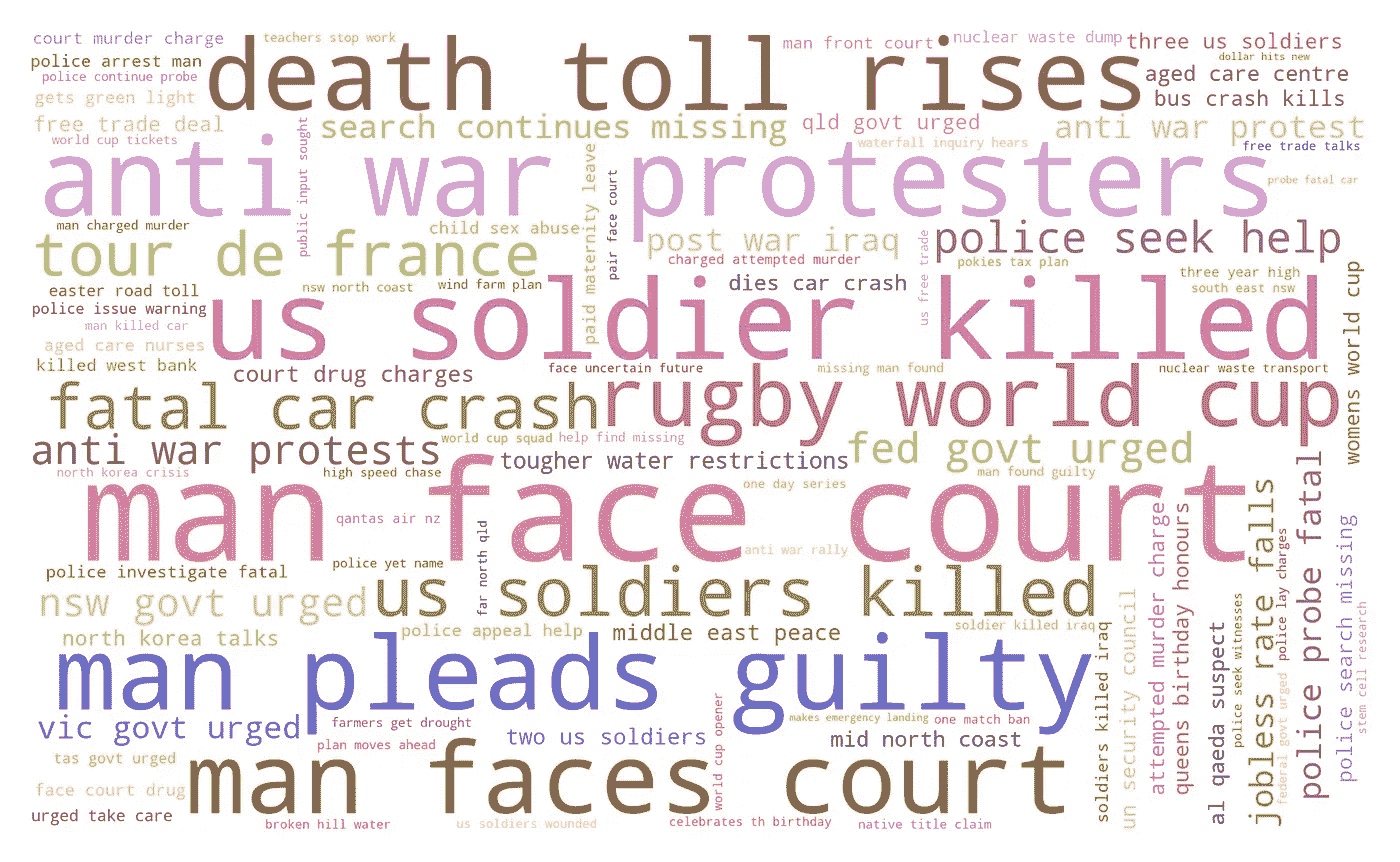 court murder charge
teachers stop work
death toll rises
man front court
nuclear waste dump
three us soldiers
police arrest man
dollar hits new
police continue probe
aged care centre
gets green light
bus crash kills
free trade deal
search continues missing
qld govt urged
anti war protest
world cup tickets
public input sought
waterfall inquiry hears
free trade talks
anti war protesters
paid maternity leave
pair face court
probe fatal car
man charged murder
child sex abuse
tour de france
post war iraq
us free trade
police seek help
charged attempted murder
pokies tax plan
three year high
womens world cup
easter road toll
nsw north coast
wind farm plan
dies car crash
south east nsw
police issue warning
us soldier killed
man killed car
aged care nurses
killed west bank
court drug charges
face uncertain future
missing man found
nuclear waste transport
fatal car crash
rugby world cup
anti war protests
world cup squad
help find missing
fed govt urged
tougher water restrictions
north korea crisis
high speed chase
man found guilty
man face court
one day series
qantas air nz
far north qld
anti war rally
police investigate fatal
police yet name
attempted murder charge
queens birthday honours
jobless rate falls
police lay charges
police probe fatal
police search missing
stem cell research
nsw govt urged
us soldiers killed
north korea talks
police appeal help
middle east peace
soldier killed iraq
soldiers killed iraq
un security council
al qaeda suspect
police seek witnesses
federal govt urged
man pleads guilty
vic govt urged
farmers get drought
world cup opener
makes emergency landing
one match ban
plan moves ahead
two us soldiers
mid north coast
tas govt urged
man faces court
face court drug
urged take care
broken hill water
us soldiers wounded
celebrates th birthday
native title claim